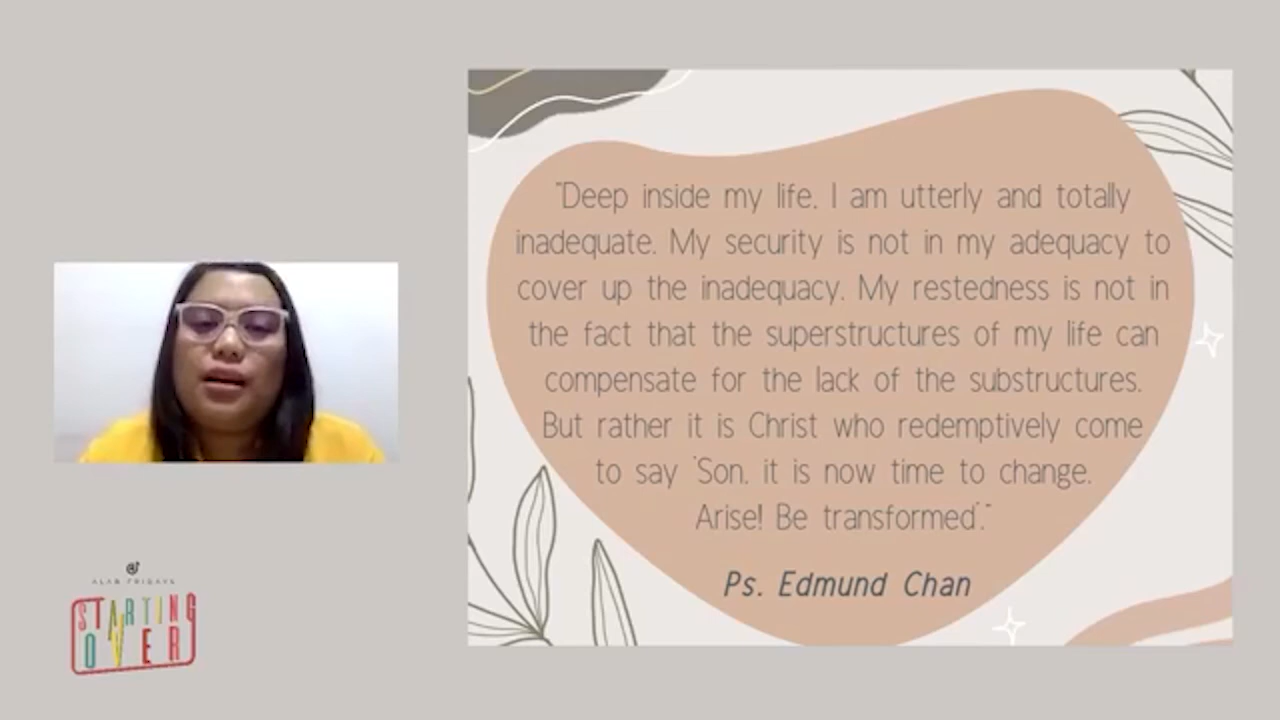 "Deep inside my life, I am utterly and totally
inadequate. My security is not in my adequacy to
cover up the inadequacy. My restedness is not in
the fact that the superstructures of my life can
compensate for the lack of the substructures.
But rather it is Christ who redemptively come
to say 'Son, it is now time to change.
Arise! Be transformed'."
Ps. Edmund Chan
ALAB FRIDAYS
STARTING
OVER